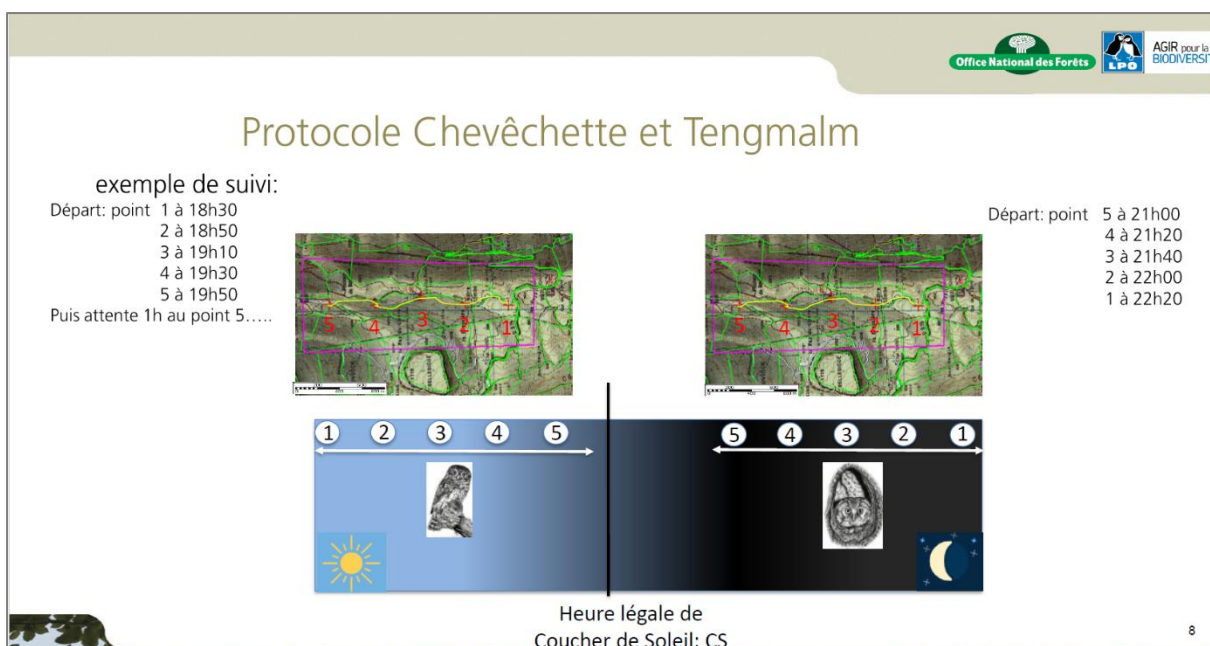 Office National des Forêts
LPO
AGIR pour la
BIODIVERSIT
Protocole Chevêchette et Tengmalm
exemple de suivi:
Départ: point 1 à 18h30
2 à 18h50
3 à 19h10
4 à 19h30
5 à 19h50
Puis attente 1h au point 5…..
Départ: point 5 à 21h00
4 à 21h20
3 à 21h40
2 à 22h00
1 à 22h20
5 4 3 2 1
5 4 3 2 1
1 2 3 4 5
5 4 3 2 1
Heure légale de
Coucher de Soleil: CS
8